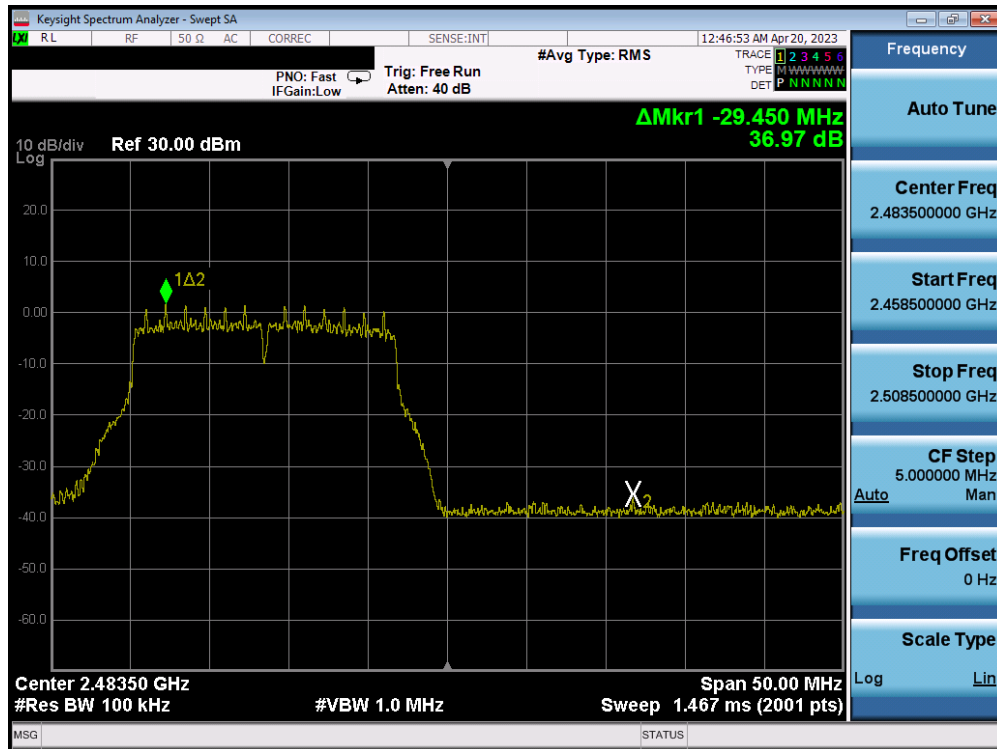 Keysight Spectrum Analyzer - Swept SA
LXI RL RF 50 Ω AC CORREC SENSE:INT 12:46:53 AM Apr 20, 2023
#Avg Type: RMS
TRACE 1 2 3 4 5 6
PNO: Fast Trig: Free Run
TYPE M WWWWW
IFGain:Low Atten: 40 dB
DET P N N N N N
ΔMkr1 -29.450 MHz
36.97 dB
10 dB/div Ref 30.00 dBm
Log
20.0
10.0
1Δ2
0.00
-10.0
-20.0
-30.0
X2
-40.0
-50.0
-60.0
Center 2.48350 GHz Span 50.00 MHz
#Res BW 100 kHz #VBW 1.0 MHz Sweep 1.467 ms (2001 pts)
MSG STATUS
Frequency
Auto Tune
Center Freq
2.483500000 GHz
Start Freq
2.458500000 GHz
Stop Freq
2.508500000 GHz
CF Step
5.000000 MHz
Auto Man
Freq Offset
0 Hz
Scale Type
Log Lin